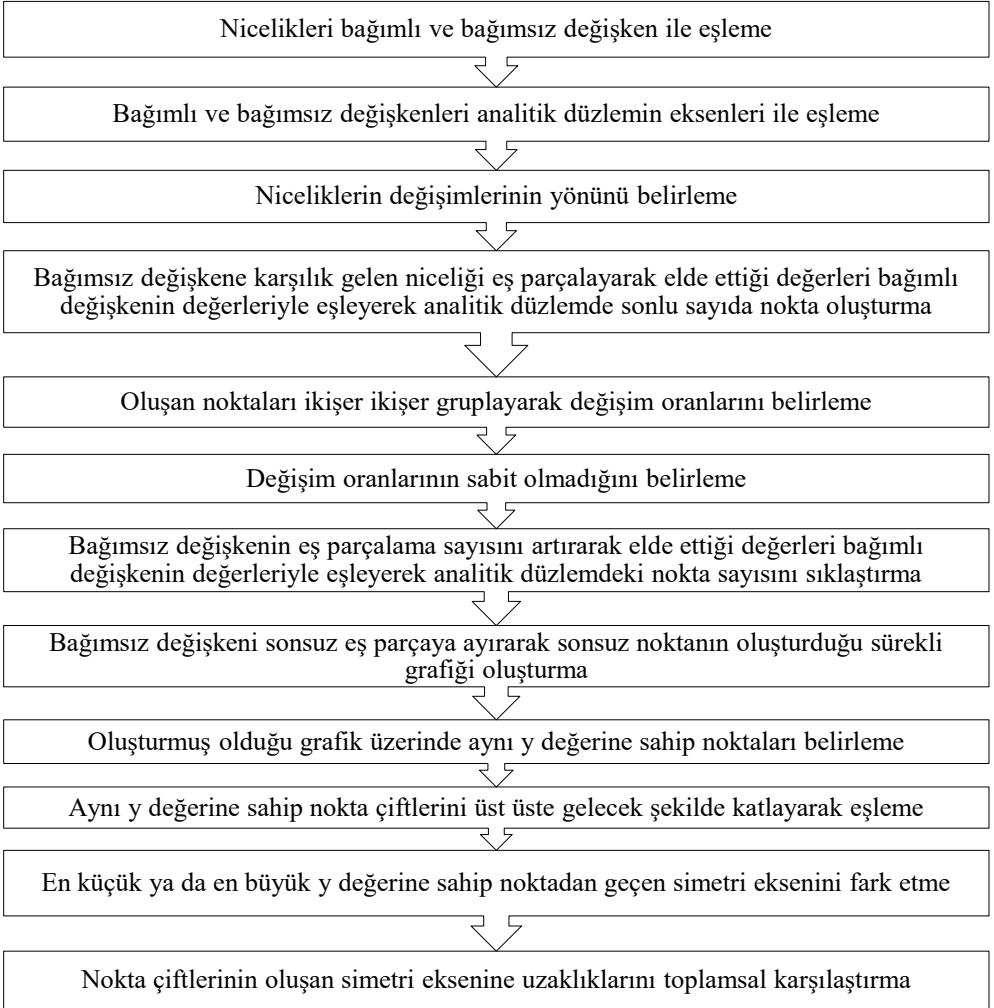 Nicelikleri bağımlı ve bağımsız değişken ile eşleme
Bağımlı ve bağımsız değişkenleri analitik düzlemin eksenleri ile eşleme
Niceliklerin değişimlerinin yönünü belirleme
Bağımsız değişkene karşılık gelen niceliği eş parçalayarak elde ettiği değerleri bağımlı
değişkenin değerleriyle eşleyerek analitik düzlemde sonlu sayıda nokta oluşturma
Oluşan noktaları ikişer ikişer gruplayarak değişim oranlarını belirleme
Değişim oranlarının sabit olmadığını belirleme
Bağımsız değişkenin eş parçalama sayısını artırarak elde ettiği değerleri bağımlı
değişkenin değerleriyle eşleyerek analitik düzlemdeki nokta sayısını sıklaştırma
Bağımsız değişkeni sonsuz eş parçaya ayırarak sonsuz noktanın oluşturduğu sürekli
grafiği oluşturma
Oluşturmuş olduğu grafik üzerinde aynı y değerine sahip noktaları belirleme
Aynı y değerine sahip nokta çiftlerini üst üste gelecek şekilde katlayarak eşleme
En küçük ya da en büyük y değerine sahip noktadan geçen simetri eksenini fark etme
Nokta çiftlerinin oluşan simetri eksenine uzaklıklarını toplamsal karşılaştırma